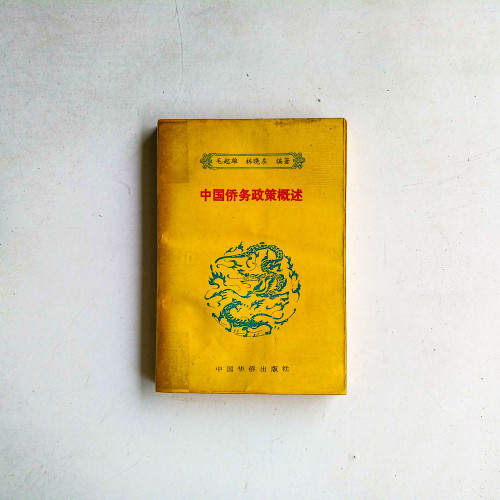 毛起雄 林晓东 编著
中国侨务政策概述
中国华侨出版社